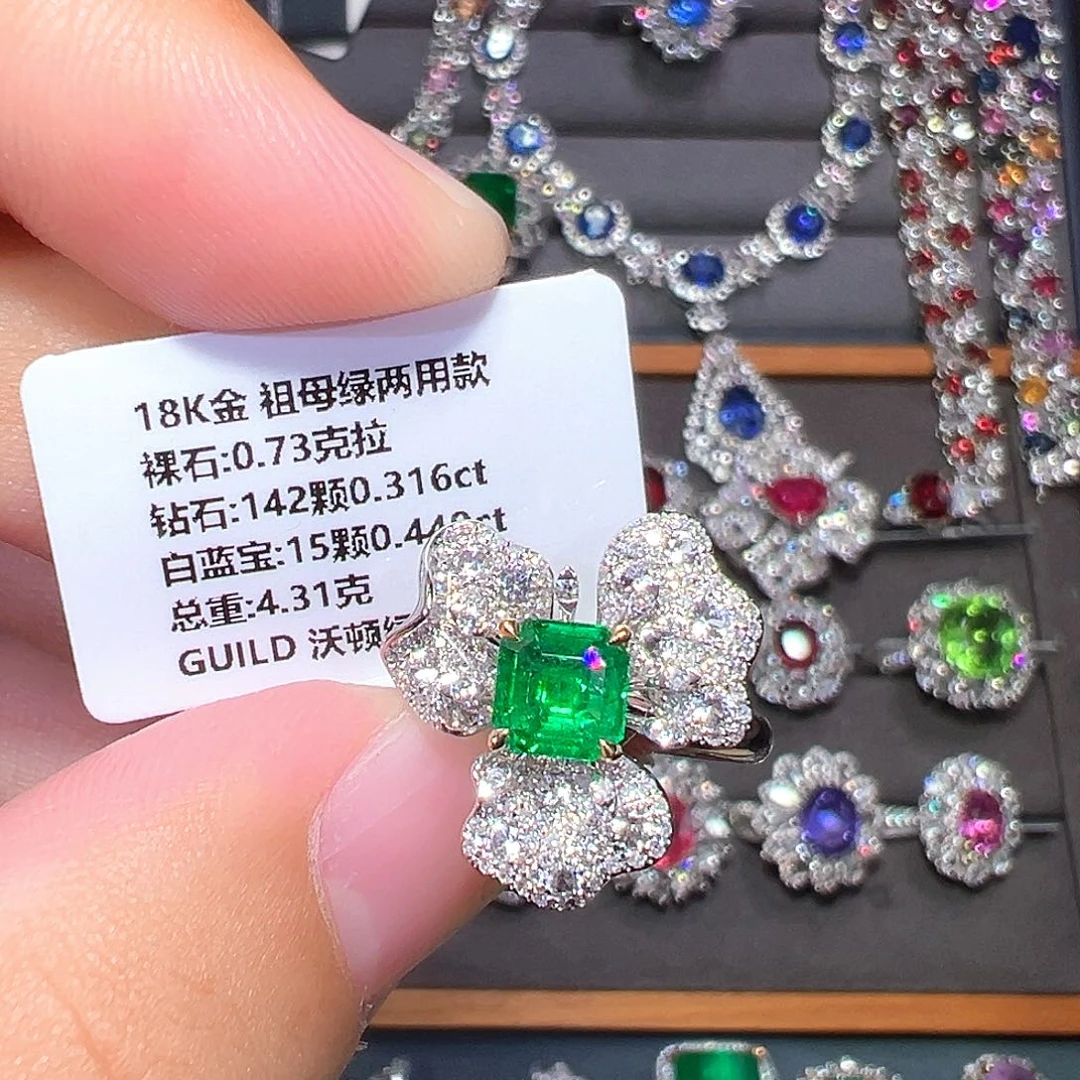 18K金 祖母绿两用款
裸石:0.73克拉
钻石:142颗0.316ct
白蓝宝:15颗0.44
总重:4.31克
GUILD 沃顿